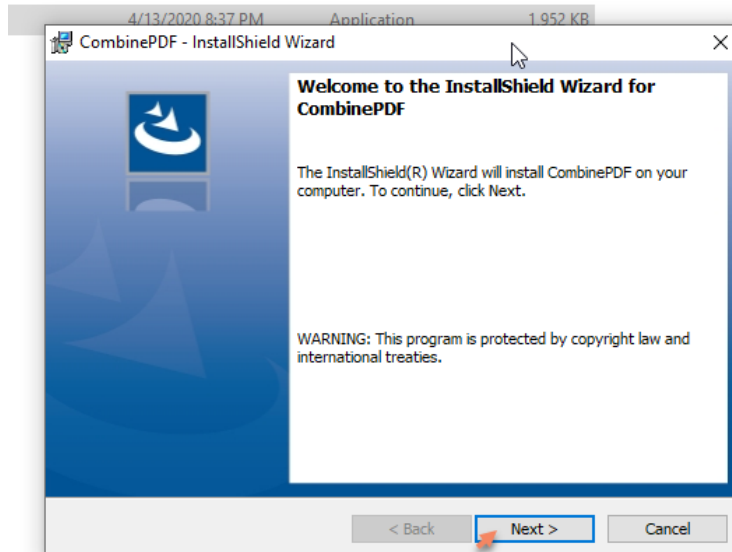 4/13/2020 8:37 PM Application 1,952 KB
CombinePDF - InstallShield Wizard
Welcome to the InstallShield Wizard for
CombinePDF
The InstallShield(R) Wizard will install CombinePDF on your
computer. To continue, click Next.
WARNING: This program is protected by copyright law and
international treaties.
< Back Next > Cancel